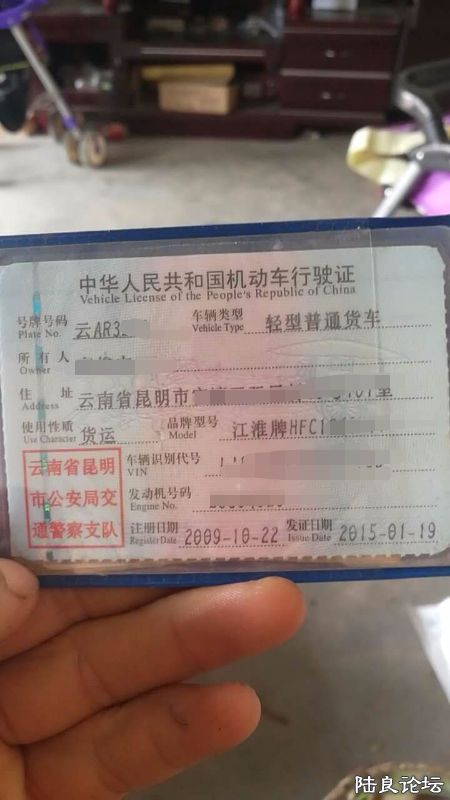 中华人民共和国机动车行驶证
Vehicle License of the People's Republic of China
号牌号码 云AR3 车辆类型 轻型普通货车
Plate No. Vehicle Type
所有人
Owner
住址 云南省昆明市
Address
使用性质 货运 品牌型号 江淮牌HFC1
Use Character Model
云南省昆明
市公安局交
通警察支队
车辆识别代号
VIN
发动机号码
Engine No.
注册日期 2009-10-22 发证日期 2015-01-19
Register Date Issue Date
陆良论坛